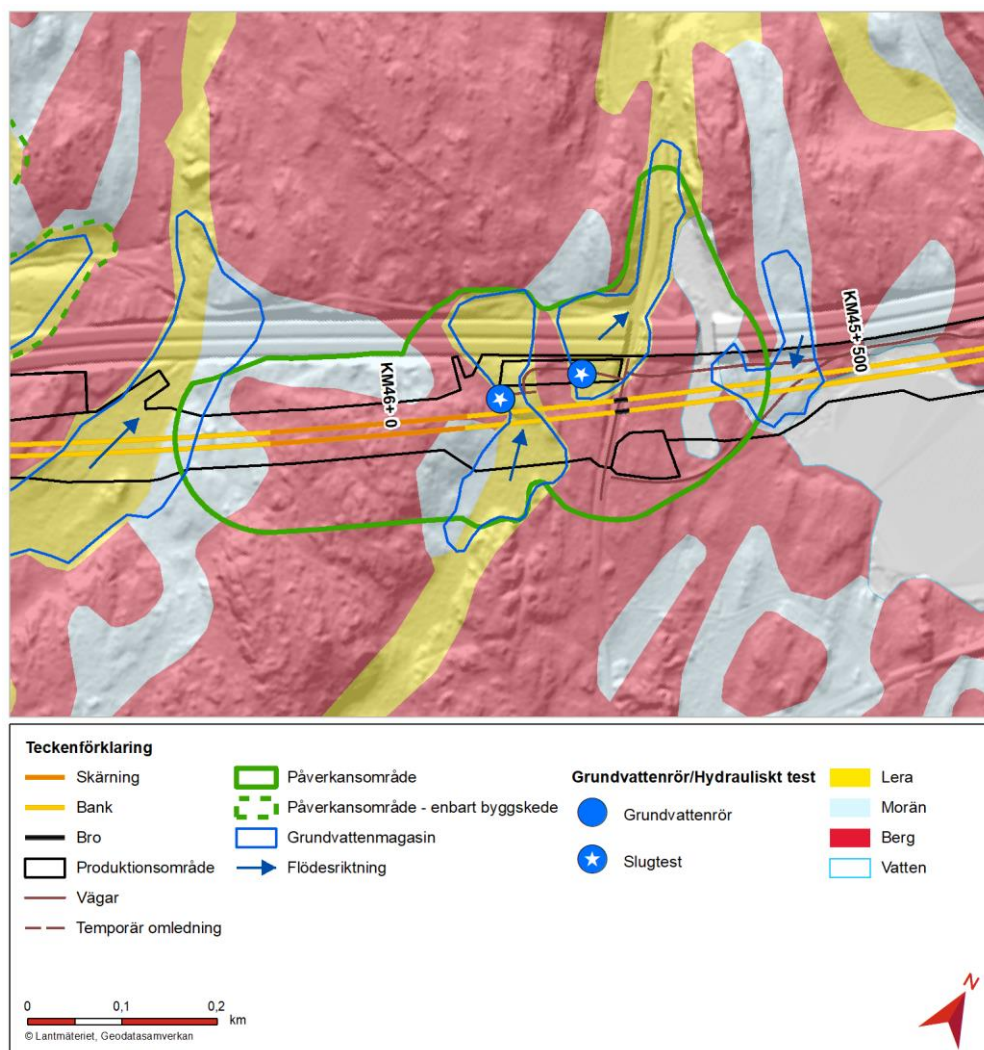 KM46+ 0
KM45+ 500
Teckenförklaring
Skärning
Bank
Bro
Produktionsområde
Vägar
Temporär omledning
Påverkansområde
Påverkansområde - enbart byggskede
Grundvattenmagasin
Flödesriktning
Grundvattenrör/Hydrauliskt test
Grundvattenrör
Slugtest
Lera
Morän
Berg
Vatten
0 0,1 0,2
km
© Lantmäteriet, Geodatasamverkan
N